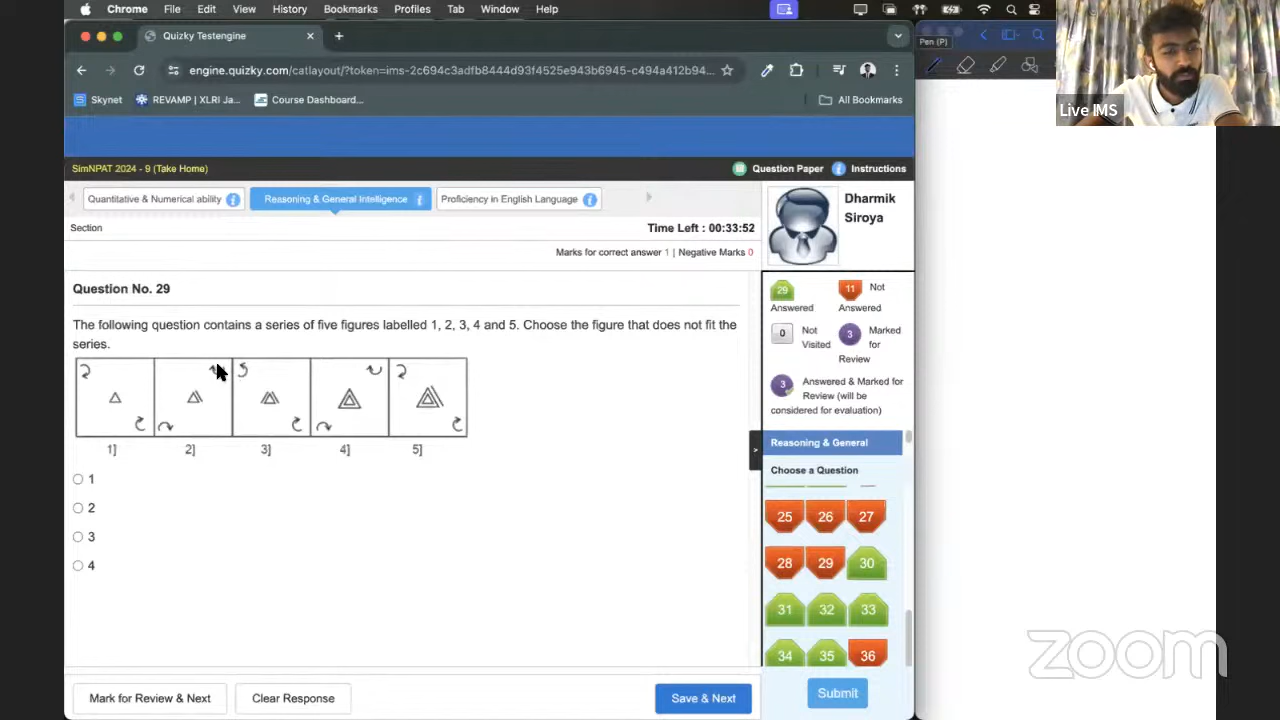 Chrome File Edit View History Bookmarks Profiles Tab Window Help
Quizky Testengine
Pen (P)
engine.quizky.com/catlayout/?token=ims-2c694c3adfb8444d93f4525e943b6945-c494a412b94...
Skynet REVAMP | XLRI Ja... Course Dashboard... All Bookmarks
Live IMS
SimNPAT 2024 - 9 (Take Home) Question Paper Instructions
Quantitative & Numerical ability Reasoning & General Intelligence Proficiency in English Language
Dharmik
Siroya
Section Time Left : 00:33:52
Marks for correct answer 1 | Negative Marks 0
Question No. 29
The following question contains a series of five figures labelled 1, 2, 3, 4 and 5. Choose the figure that does not fit the
series.
1] 2] 3] 4] 5]
1
2
3
4
29 Answered
11 Not Answered
0 Not Visited
3 Marked for Review
3 Answered & Marked for Review (will be considered for evaluation)
Reasoning & General
Choose a Question
25 26 27
28 29 30
31 32 33
34 35 36
Mark for Review & Next Clear Response Save & Next Submit
zoom